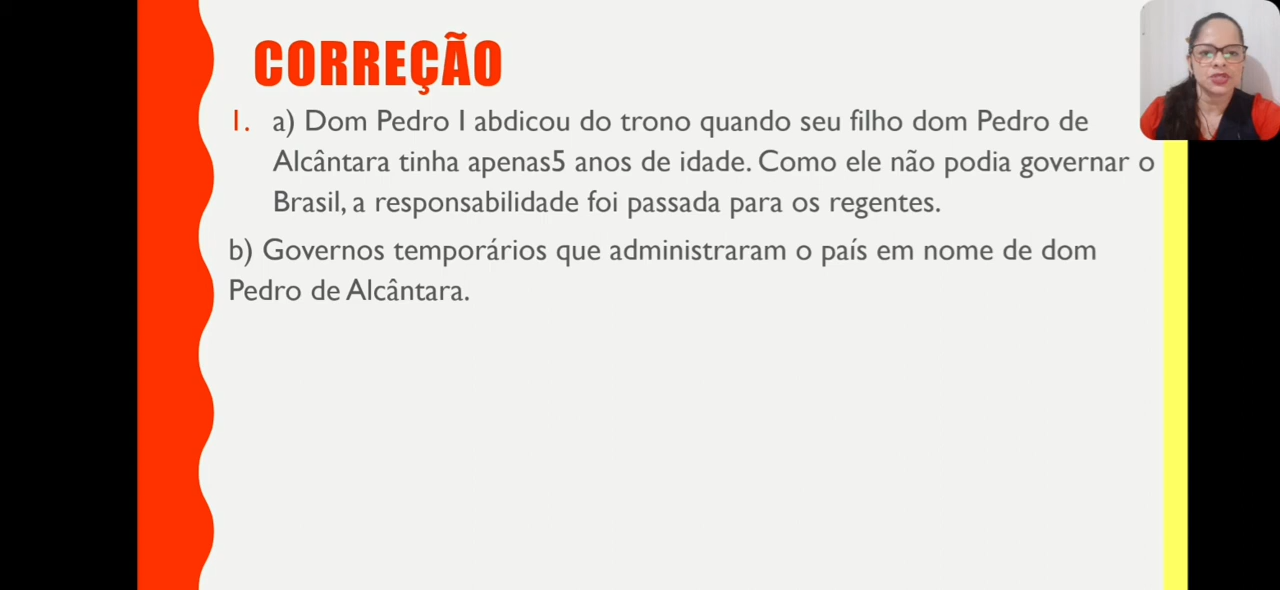 CORREÇÃO
1. a) Dom Pedro I abdicou do trono quando seu filho dom Pedro de
Alcântara tinha apenas5 anos de idade. Como ele não podia governar o
Brasil, a responsabilidade foi passada para os regentes.
b) Governos temporários que administraram o país em nome de dom
Pedro de Alcântara.